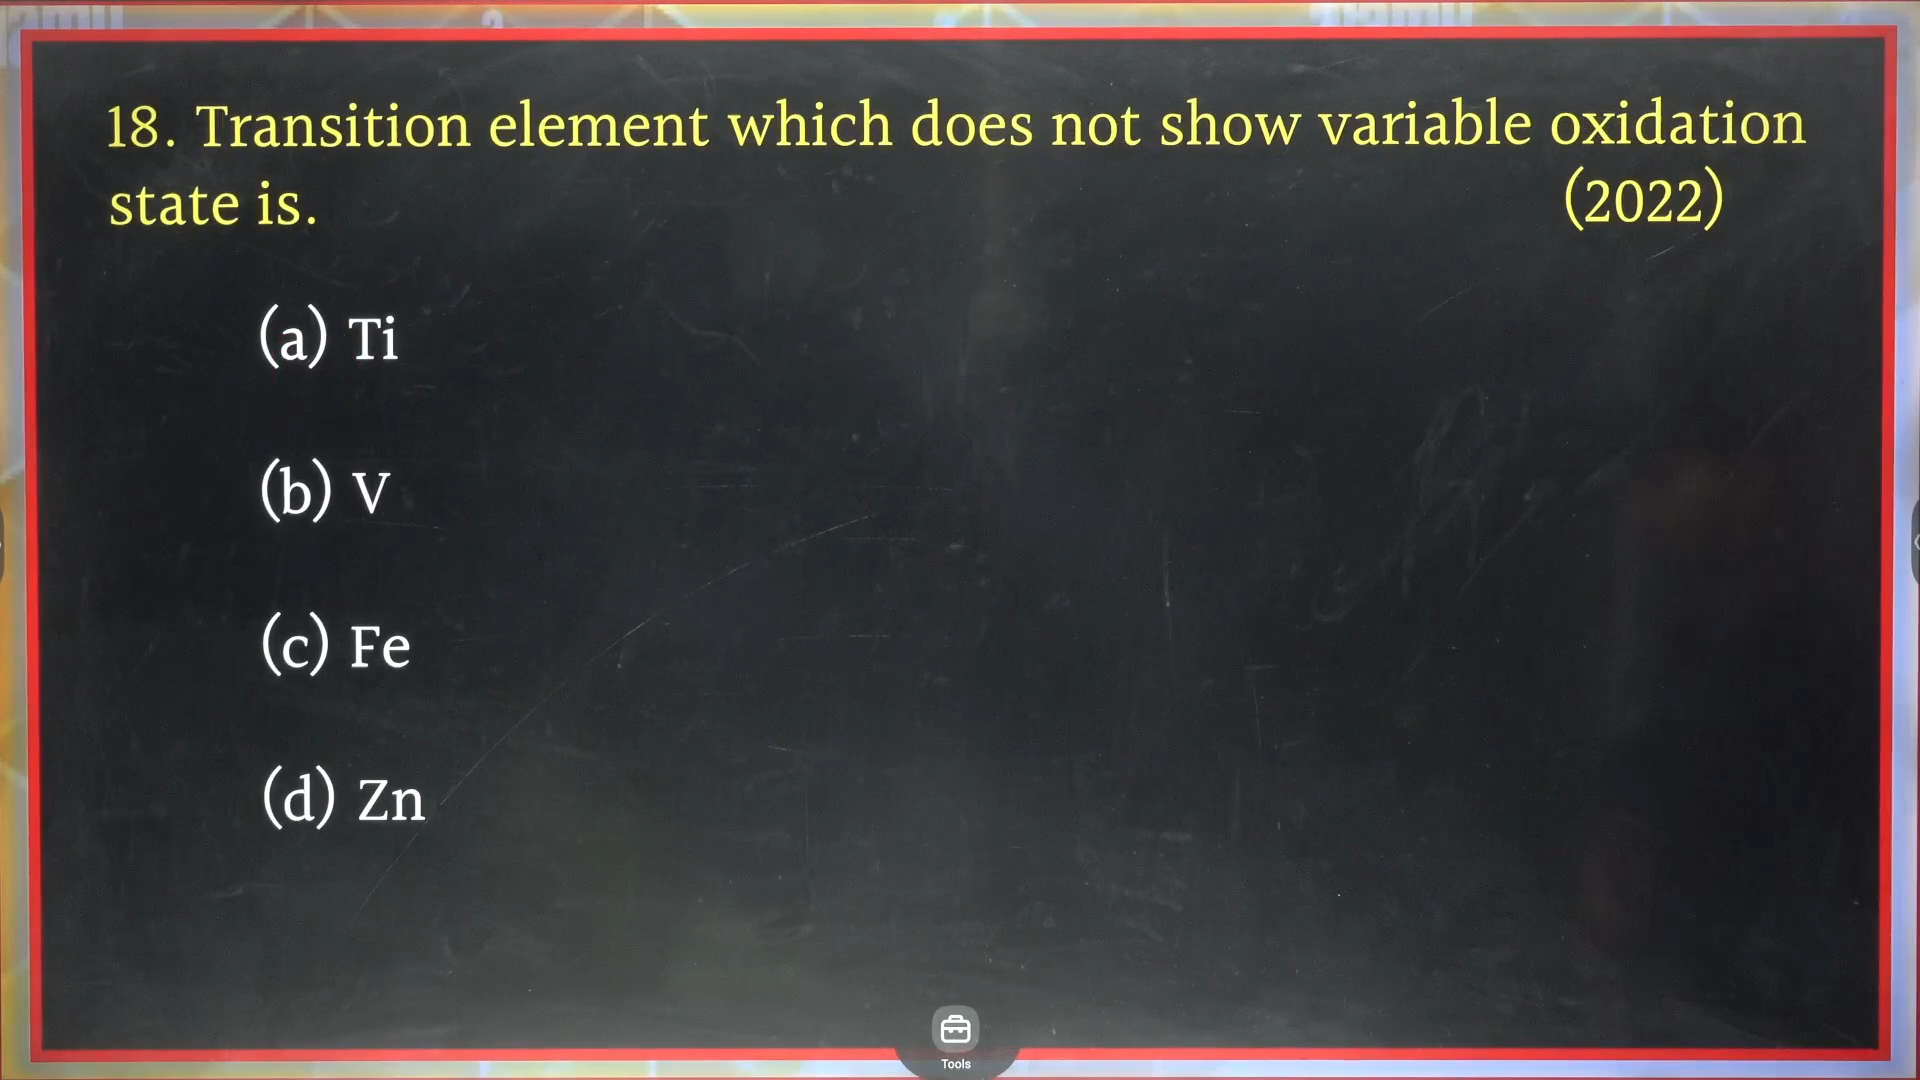 18. Transition element which does not show variable oxidation
state is. (2022)
(a) Ti
(b) V
(c) Fe
(d) Zn
Tools